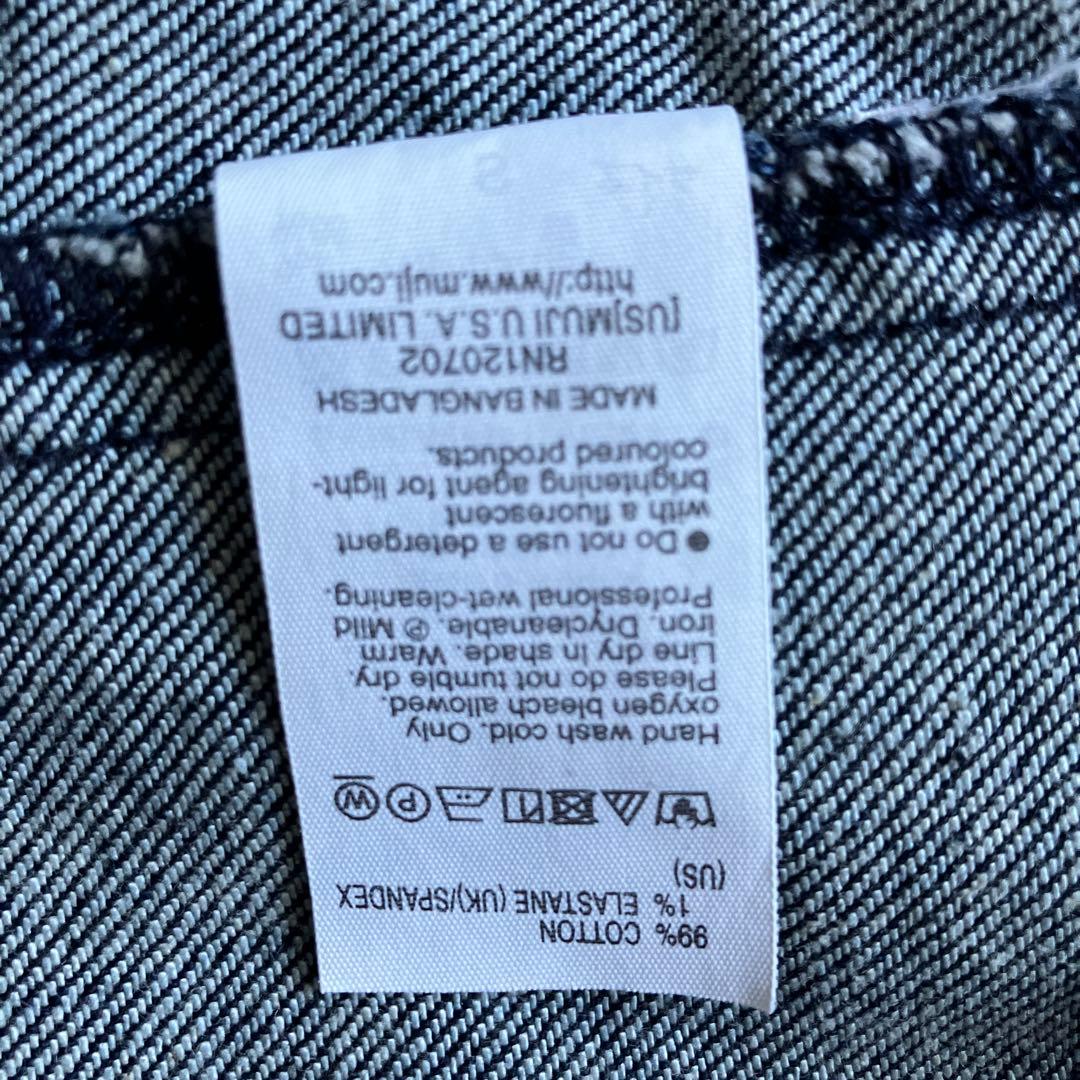 99% COTTON
1% ELASTANE (UK)/SPANDEX
(US)
Hand wash cold. Only
oxygen bleach allowed.
Please do not tumble dry.
Line dry in shade. Warm
iron. Drycleanable. Ⓟ Mild
Professional wet-cleaning.
● Do not use a detergent
with a fluorescent
brightening agent for light-
coloured products.
MADE IN BANGLADESH
RN120702
[US]MUJI U.S.A. LIMITED
http://www.muji.com